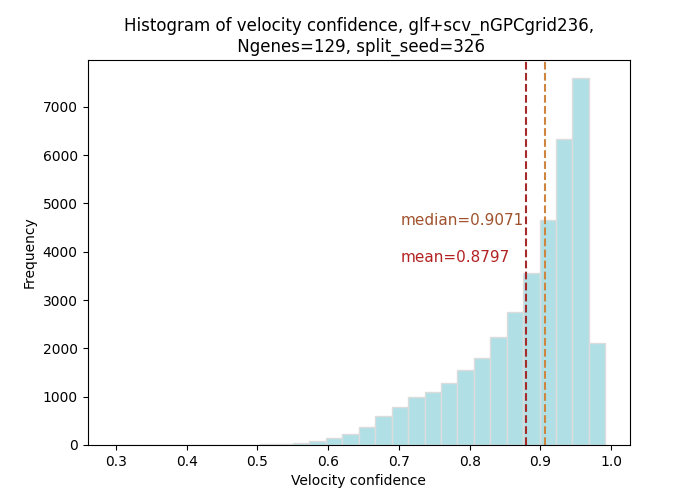 Histogram of velocity confidence, glf+scv_nGPCgrid236,
Ngenes=129, split_seed=326
7000
6000
5000
4000
3000
2000
1000
0
Frequency
median=0.9071
mean=0.8797
0.3 0.4 0.5 0.6 0.7 0.8 0.9 1.0
Velocity confidence